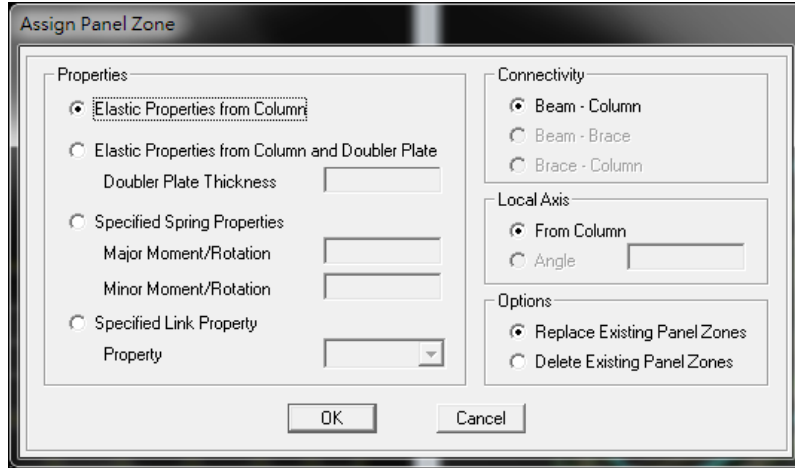 Assign Panel Zone
Properties
Elastic Properties from Column
Elastic Properties from Column and Doubler Plate
Doubler Plate Thickness
Specified Spring Properties
Major Moment/Rotation
Minor Moment/Rotation
Specified Link Property
Property
Connectivity
Beam - Column
Beam - Brace
Brace - Column
Local Axis
From Column
Angle
Options
Replace Existing Panel Zones
Delete Existing Panel Zones
OK
Cancel